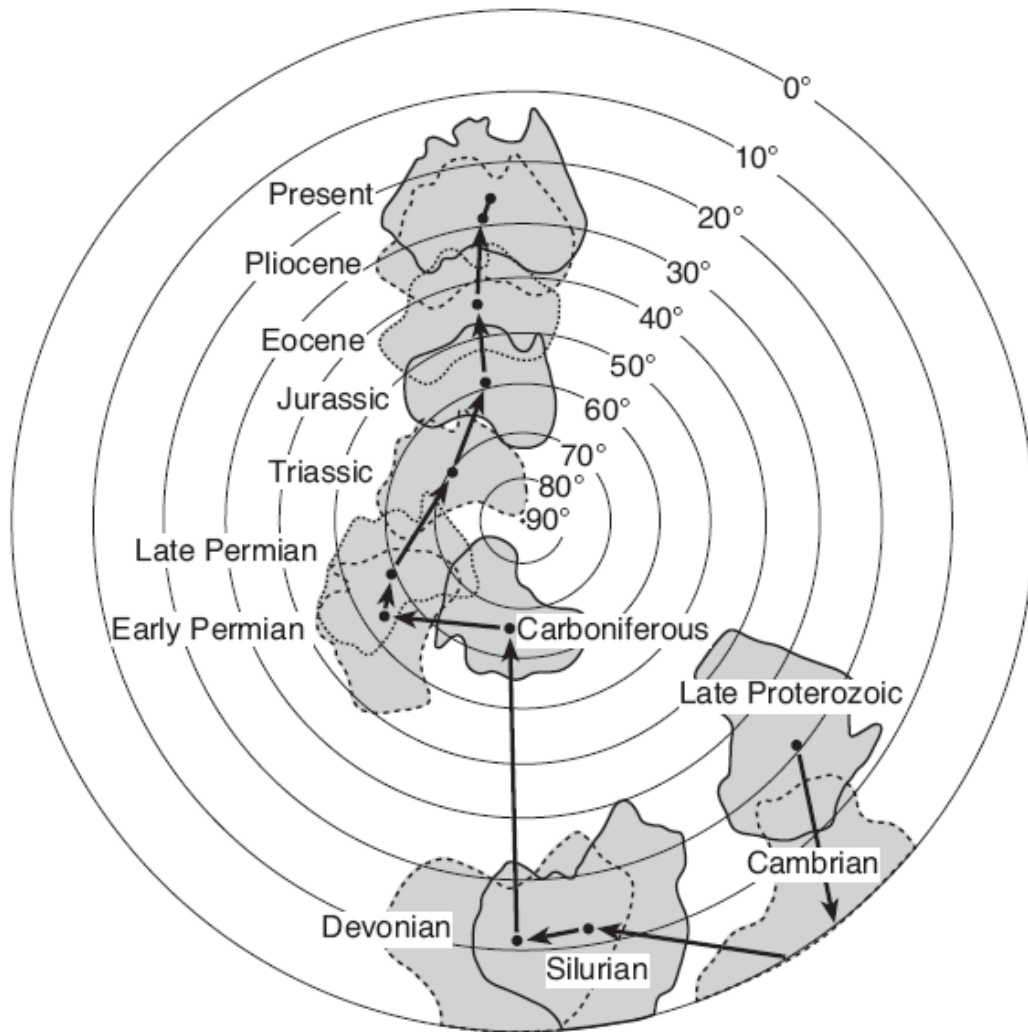 0°
10°
Present
20°
Pliocene
30°
40°
Eocene
50°
Jurassic
60°
70°
Triassic
80°
90°
Late Permian
Early Permian
Carboniferous
Late Proterozoic
Cambrian
Devonian
Silurian